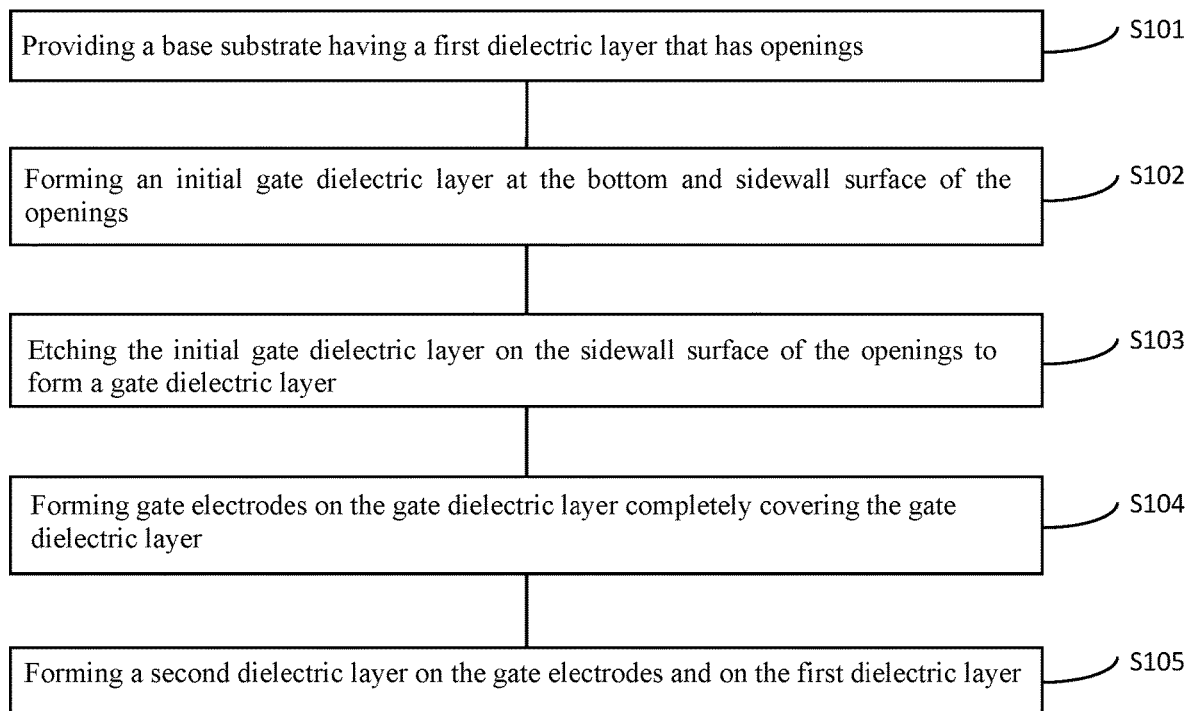 Providing a base substrate having a first dielectric layer that has openings
S101
Forming an initial gate dielectric layer at the bottom and sidewall surface of the
openings
S102
Etching the initial gate dielectric layer on the sidewall surface of the openings to
form a gate dielectric layer
S103
Forming gate electrodes on the gate dielectric layer completely covering the gate
dielectric layer
S104
Forming a second dielectric layer on the gate electrodes and on the first dielectric layer
S105